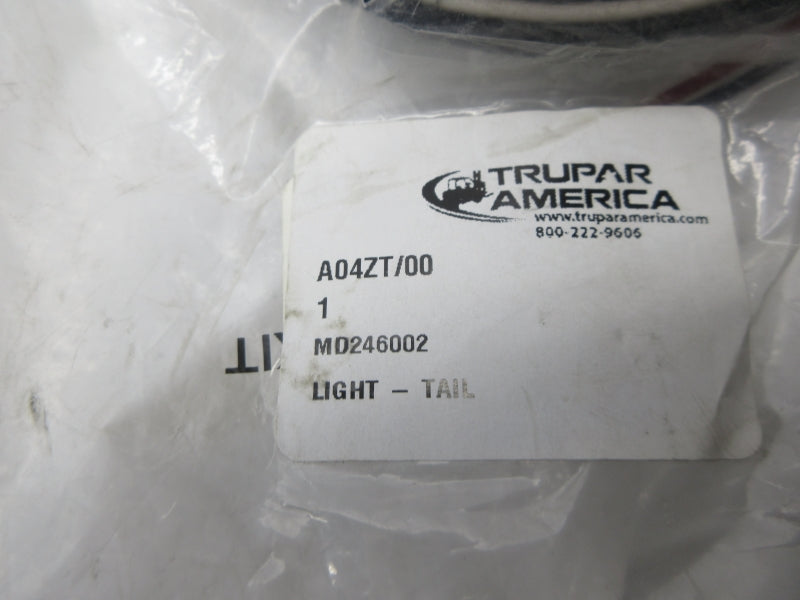 TRUPAR
AMERICA
www.truparamerica.com
800-222-9606
A04ZT/00
1
MD246002
LIGHT - TAIL